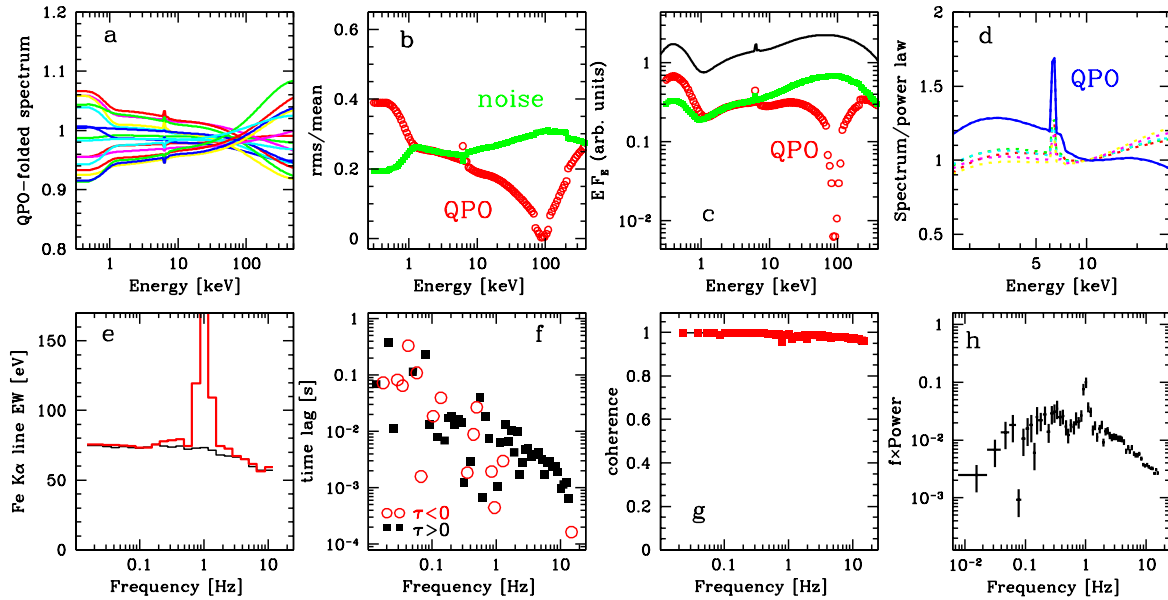 a
QPO-folded spectrum
1.2
1.1
1
0.9
0.8
1
10
100
Energy [keV]
b
rms/mean
0.6
0.4
0.2
0
noise
QPO
1
10
100
Energy [keV]
c
E F_E (arb. units)
1
0.1
10⁻²
QPO
1
10
100
Energy [keV]
d
Spectrum/power law
2
1.5
1
0.5
QPO
5
10
Energy [keV]
e
Fe Kα line EW [eV]
150
100
50
0
0.1
1
10
Frequency [Hz]
f
time lag [s]
1
0.1
10⁻²
10⁻³
10⁻⁴
τ<0
τ>0
0.1
1
10
Frequency [Hz]
g
coherence
1
0.8
0.6
0.4
0.2
0
0.1
1
10
Frequency [Hz]
h
f×Power
1
0.1
10⁻²
10⁻³
10⁻²
0.1
1
10
Frequency [Hz]